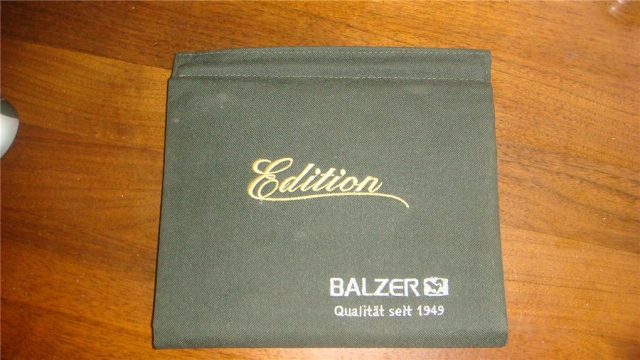 Edition
BALZER
Qualität seit 1949